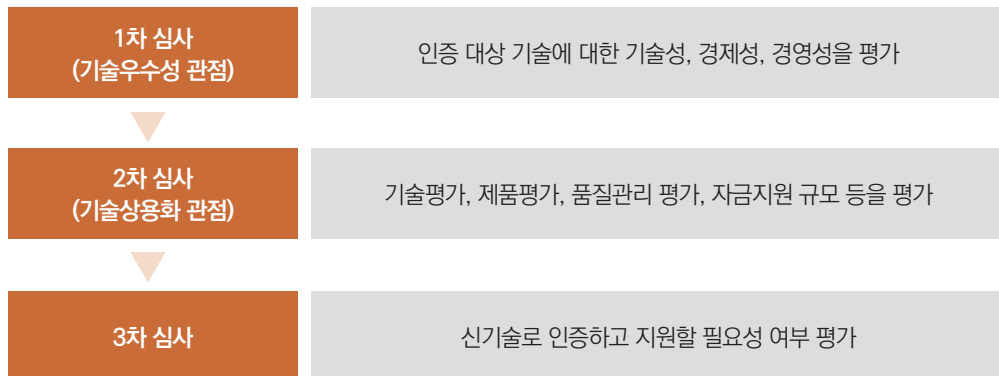 1차 심사
(기술우수성 관점)
인증 대상 기술에 대한 기술성, 경제성, 경영성을 평가
2차 심사
(기술상용화 관점)
기술평가, 제품평가, 품질관리 평가, 자금지원 규모 등을 평가
3차 심사
신기술로 인증하고 지원할 필요성 여부 평가